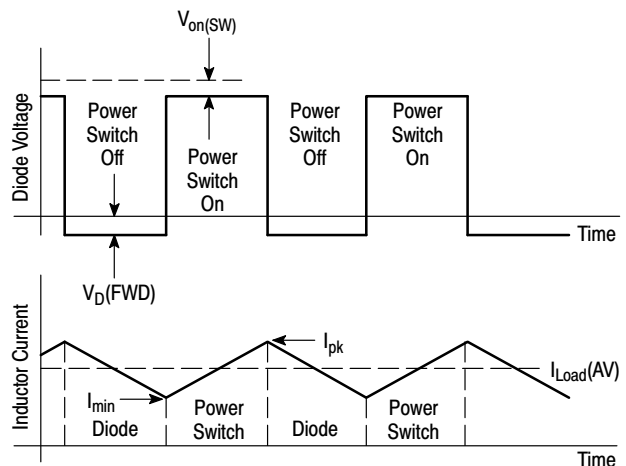 Von(SW)
Diode Voltage
Power
Switch
Off
Power
Switch
On
Power
Switch
Off
Power
Switch
On
Time
VD(FWD)
Inductor Current
Ipk
ILoad(AV)
Imin
Diode
Power
Switch
Diode
Power
Switch
Time